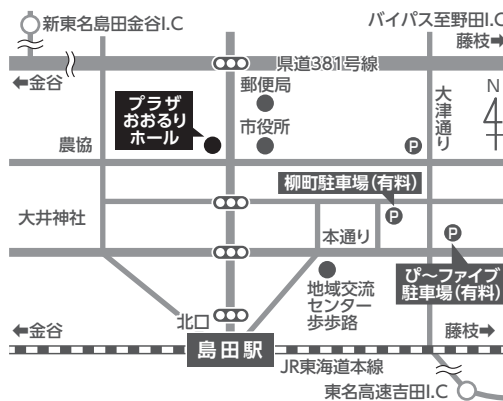 新東名島田金谷I.C
バイパス至野田I.C
藤枝➡
県道381号線
⬅金谷
郵便局
プラザ
おおるり
ホール
市役所
大津通り
N
農協
P
柳町駐車場(有料)
P
大井神社
本通り
P
ぴ〜ファイブ
駐車場(有料)
地域交流
センター
歩歩路
北口
⬅金谷
藤枝➡
島田駅
JR東海道本線
東名高速吉田I.C